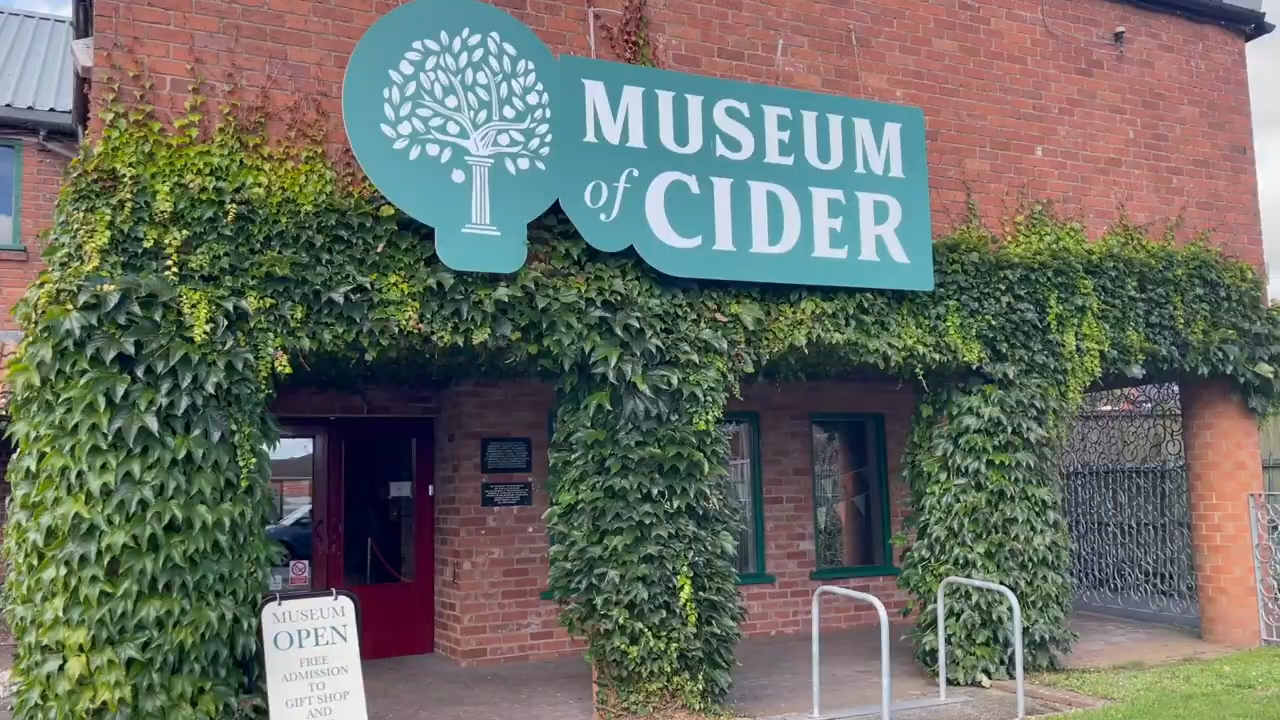 MUSEUM
of CIDER
MUSEUM
OPEN
FREE
ADMISSION
TO
GIFT SHOP
AND